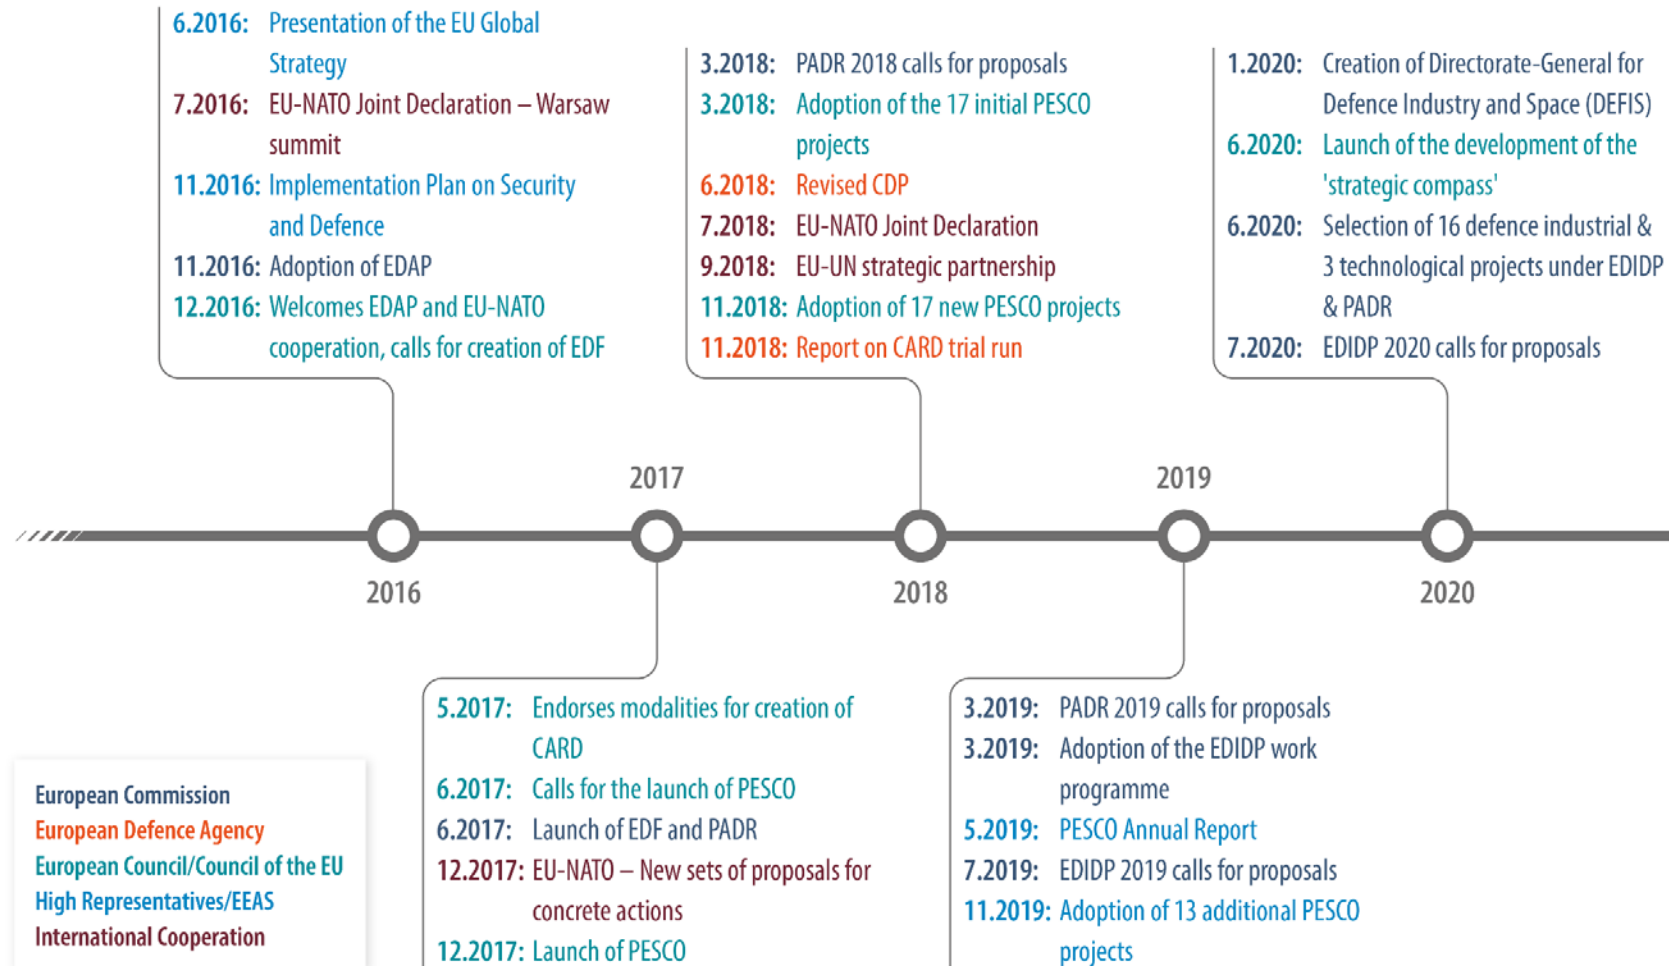 6.2016: Presentation of the EU Global
Strategy
7.2016: EU-NATO Joint Declaration – Warsaw
summit
11.2016: Implementation Plan on Security
and Defence
11.2016: Adoption of EDAP
12.2016: Welcomes EDAP and EU-NATO
cooperation, calls for creation of EDF
3.2018: PADR 2018 calls for proposals
3.2018: Adoption of the 17 initial PESCO
projects
6.2018: Revised CDP
7.2018: EU-NATO Joint Declaration
9.2018: EU-UN strategic partnership
11.2018: Adoption of 17 new PESCO projects
11.2018: Report on CARD trial run
1.2020: Creation of Directorate-General for
Defence Industry and Space (DEFIS)
6.2020: Launch of the development of the
'strategic compass'
6.2020: Selection of 16 defence industrial &
3 technological projects under EDIDP
& PADR
7.2020: EDIDP 2020 calls for proposals
2017
2019
2016
2018
2020
5.2017: Endorses modalities for creation of
CARD
6.2017: Calls for the launch of PESCO
6.2017: Launch of EDF and PADR
12.2017: EU-NATO – New sets of proposals for
concrete actions
12.2017: Launch of PESCO
3.2019: PADR 2019 calls for proposals
3.2019: Adoption of the EDIDP work
programme
5.2019: PESCO Annual Report
7.2019: EDIDP 2019 calls for proposals
11.2019: Adoption of 13 additional PESCO
projects
European Commission
European Defence Agency
European Council/Council of the EU
High Representatives/EEAS
International Cooperation